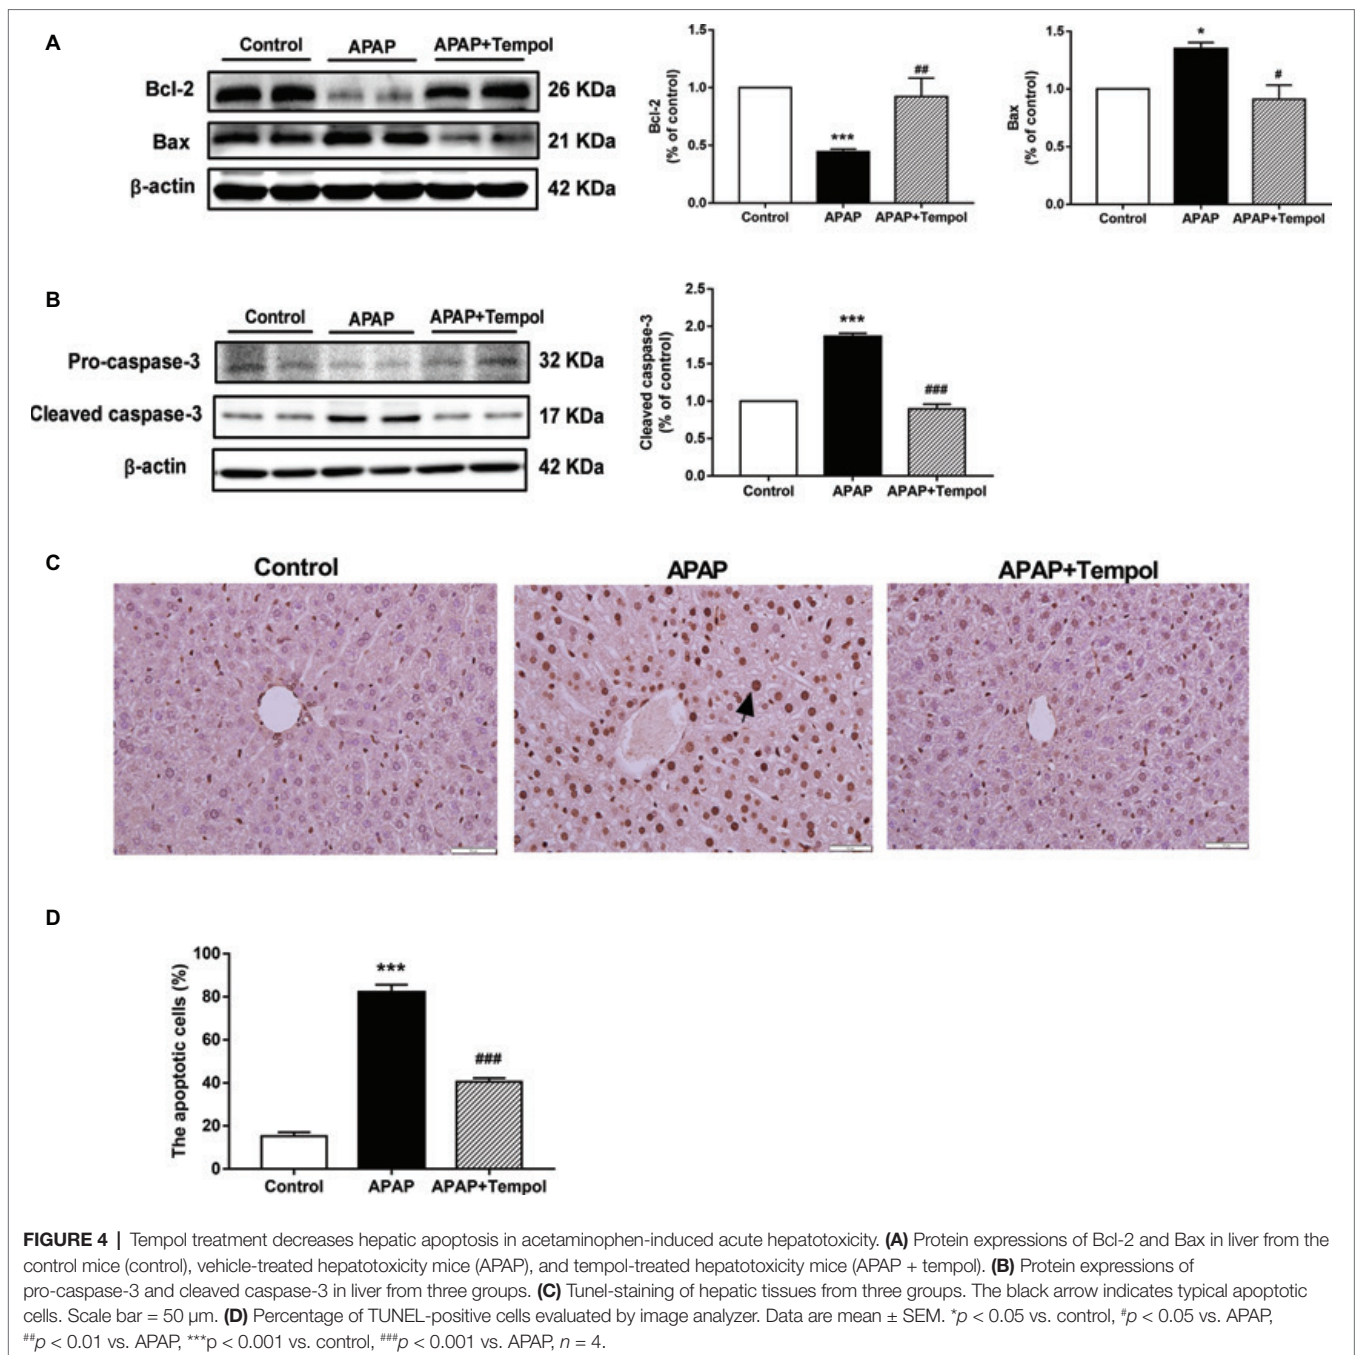 A
Control APAP APAP+Tempol
Bcl-2 26 KDa
Bax 21 KDa
β-actin 42 KDa
Bcl-2
(% of control)
1.5
1.0
0.5
0.0
***
##
Control APAP APAP+Tempol
Bax
(% of control)
1.5
1.0
0.5
0.0
*
#
Control APAP APAP+Tempol
B
Control APAP APAP+Tempol
Pro-caspase-3 32 KDa
Cleaved caspase-3 17 KDa
β-actin 42 KDa
Cleaved caspase-3
(% of control)
2.5
2.0
1.5
1.0
0.5
0.0
***
###
Control APAP APAP+Tempol
C
Control APAP APAP+Tempol
D
The apoptotic cells (%)
100
80
60
40
20
0
***
###
Control APAP APAP+Tempol
FIGURE 4 | Tempol treatment decreases hepatic apoptosis in acetaminophen-induced acute hepatotoxicity. (A) Protein expressions of Bcl-2 and Bax in liver from the
control mice (control), vehicle-treated hepatotoxicity mice (APAP), and tempol-treated hepatotoxicity mice (APAP + tempol). (B) Protein expressions of
pro-caspase-3 and cleaved caspase-3 in liver from three groups. (C) Tunel-staining of hepatic tissues from three groups. The black arrow indicates typical apoptotic
cells. Scale bar = 50 μm. (D) Percentage of TUNEL-positive cells evaluated by image analyzer. Data are mean ± SEM. *p < 0.05 vs. control, #p < 0.05 vs. APAP,
##p < 0.01 vs. APAP, ***p < 0.001 vs. control, ###p < 0.001 vs. APAP, n = 4.